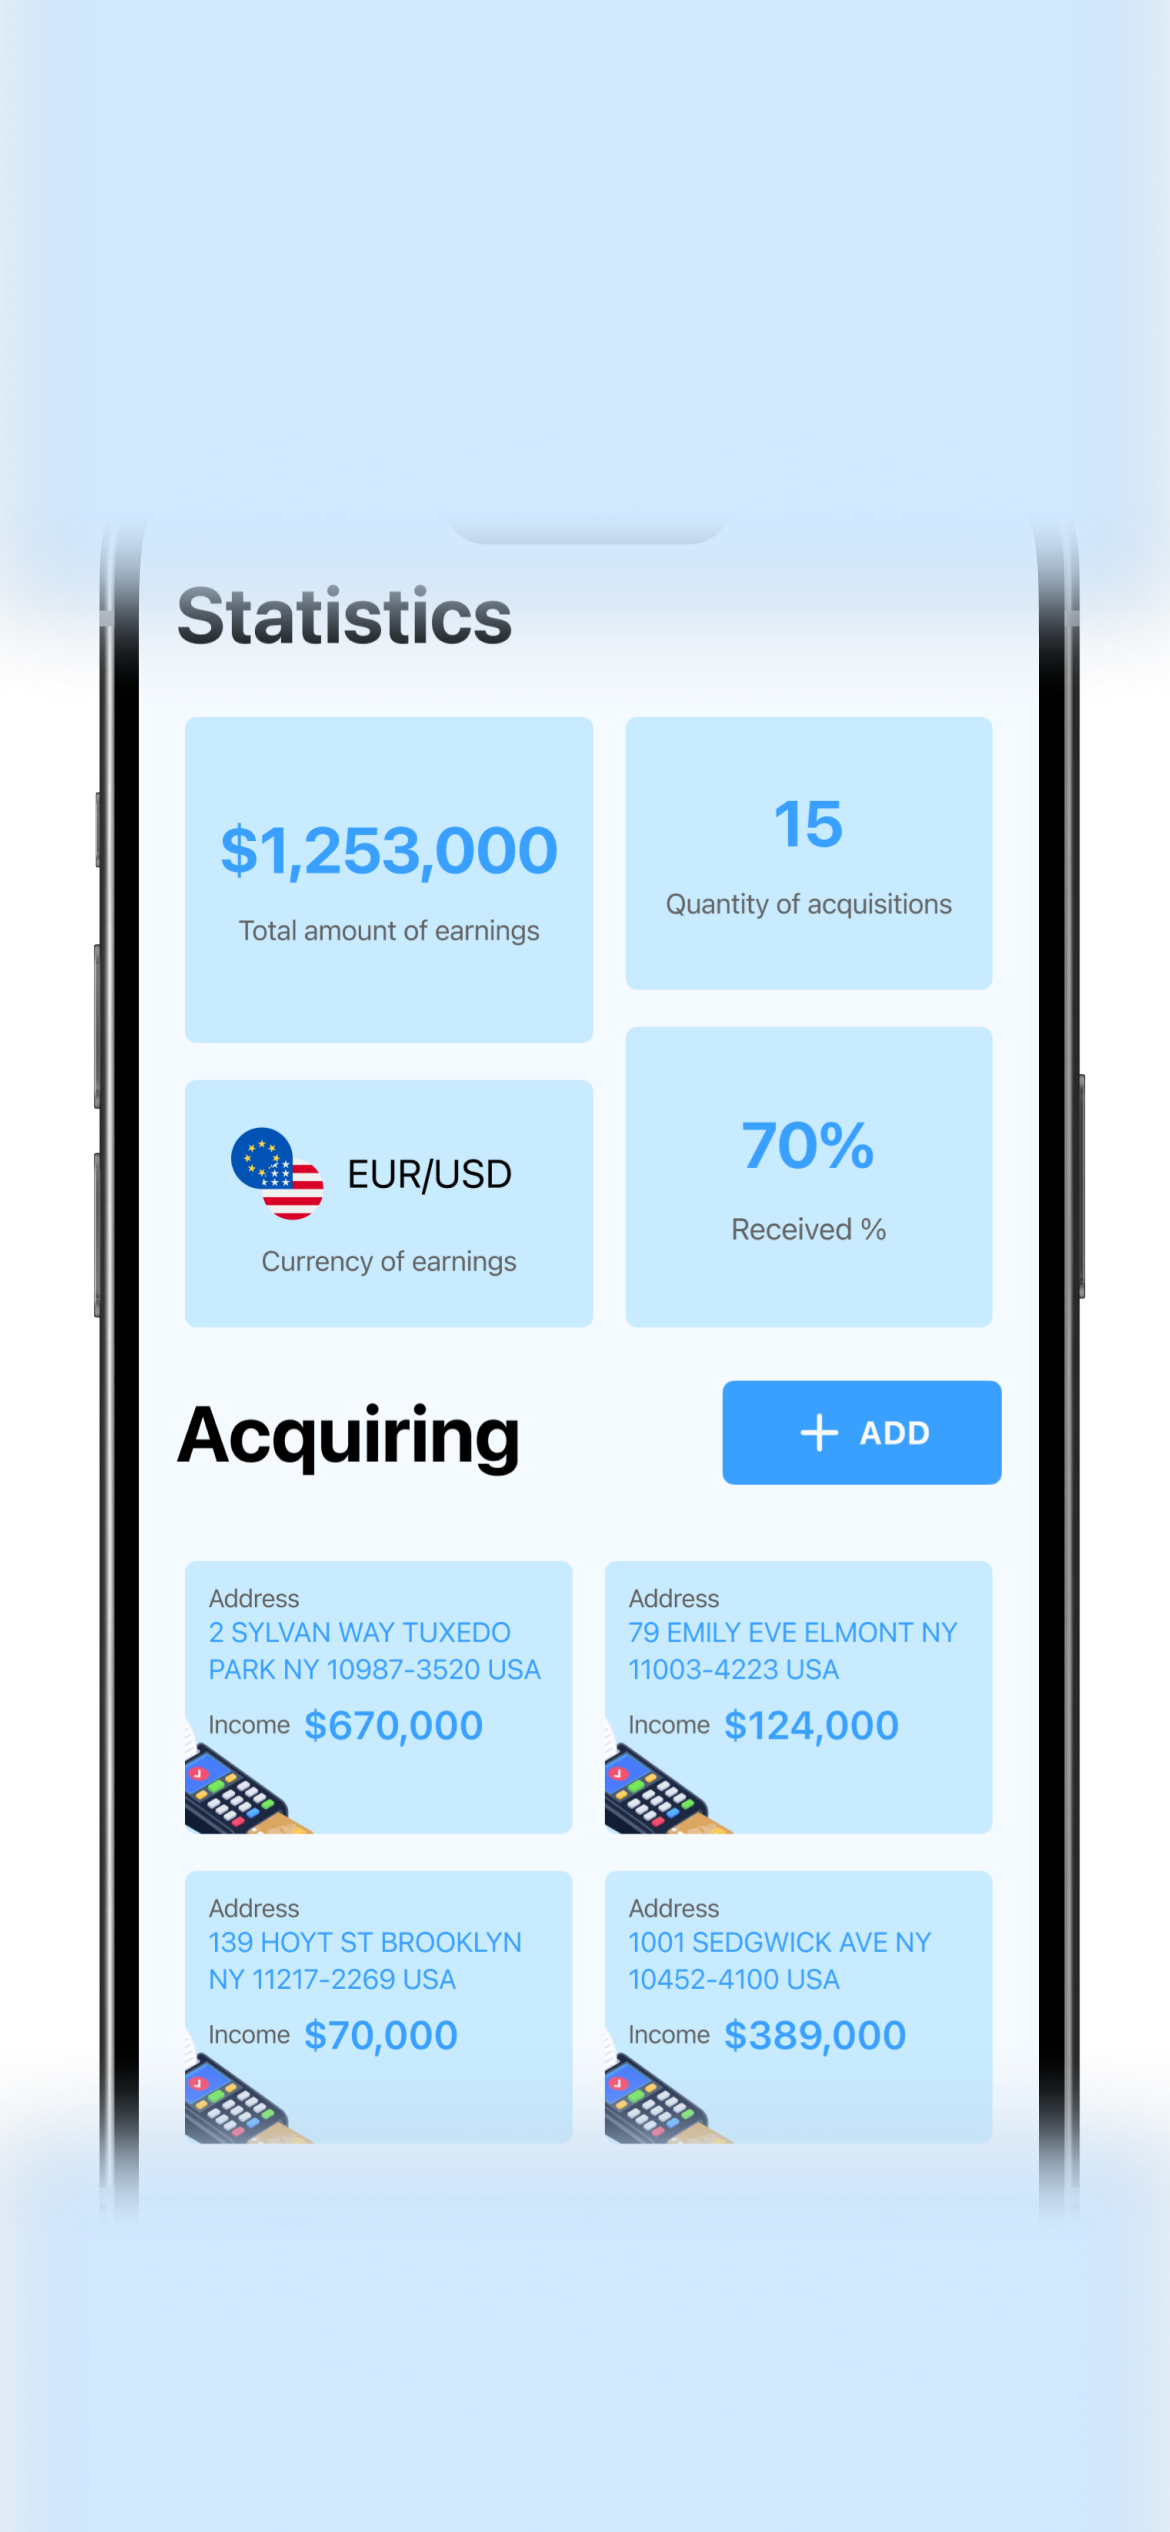 Statistics
$1,253,000
Total amount of earnings
15
Quantity of acquisitions
EUR/USD
Currency of earnings
70%
Received %
Acquiring
+ ADD
Address
2 SYLVAN WAY TUXEDO
PARK NY 10987-3520 USA
Income $670,000
Address
79 EMILY EVE ELMONT NY
11003-4223 USA
Income $124,000
Address
139 HOYT ST BROOKLYN
NY 11217-2269 USA
Income $70,000
Address
1001 SEDGWICK AVE NY
10452-4100 USA
Income $389,000